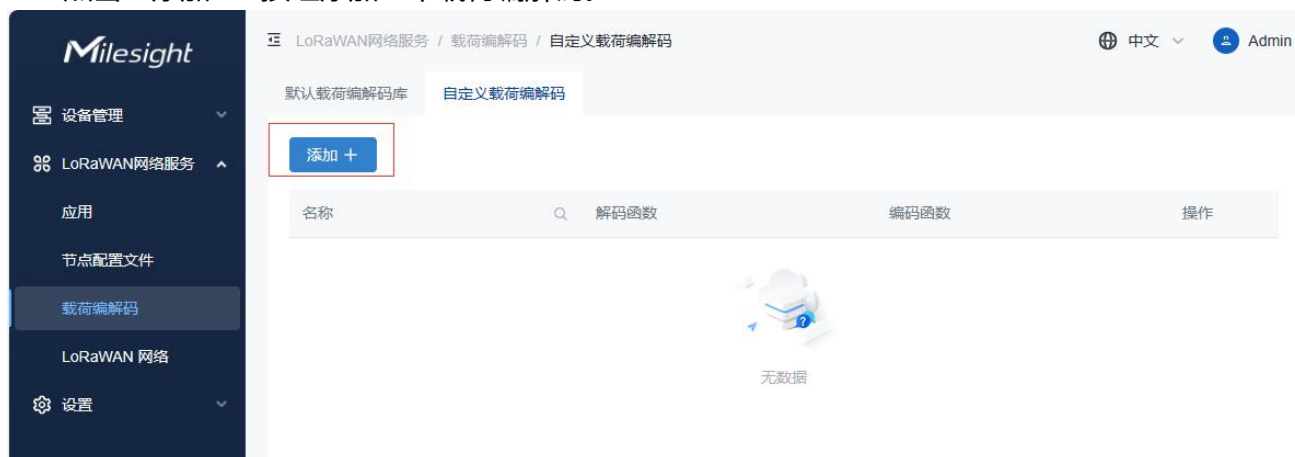 Milesight
LoRaWAN网络服务 / 载荷编解码 / 自定义载荷编解码
中文
Admin
默认载荷编解码库
自定义载荷编解码
设备管理
LoRaWAN网络服务
应用
节点配置文件
载荷编解码
LoRaWAN 网络
设置
添加 +
名称 解码函数 编码函数 操作
无数据